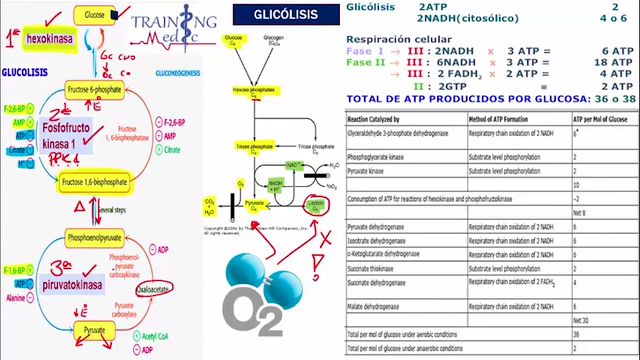 Glucose
1ª hexokinasa
GLUCOLISIS
GLUCONEOGENESIS
Fructose 6-phosphate
F-2,6-BP +
AMP +
ATP -
Citrate -
H+ -
2ª
Fosfofructo
kinasa 1
Fructose 1,6-bisphosphatase
- F-2,6-BP
- AMP
+ Citrate
Fructose 1,6-bisphosphate
Several steps
Phosphoenolpyruvate
- ADP
F-1,6-BP +
ATP -
Alanine -
3ª
piruvatokinasa
Phosphoenol-
pyruvate
carboxykinase
Oxaloacetate
Pyruvate
carboxylase
Pyruvate
+ Acetyl CoA
- ADP
TRAINING
Medic
GLICÓLISIS
Glucose
C6
Glycogen
(C6)n
Hexose phosphates
C6
Triose phosphate
C3
Triose phosphate
C3
NAD+
NADH
+ H+
H2O
½O2
O2
CO2
+
H2O
Pyruvate
C3
Lactate
C3
X
O2
Glicólisis 2ATP 2
2NADH(citosólico) 4 o 6
Respiración celular
Fase I → III : 2NADH x 3 ATP = 6 ATP
Fase II → III : 6NADH x 3 ATP = 18 ATP
→ III : 2 FADH2 x 2 ATP = 4 ATP
II : 2GTP = 2 ATP
TOTAL DE ATP PRODUCIDOS POR GLUCOSA: 36 o 38
Reaction Catalyzed by Method of ATP Formation ATP per Mol of Glucose
Glyceraldehyde 3-phosphate dehydrogenase Respiratory chain oxidation of 2 NADH 6*
Phosphoglycerate kinase Substrate level phosphorylation 2
Pyruvate kinase Substrate level phosphorylation 2
10
Consumption of ATP for reactions of hexokinase and phosphofructokinase –2
Net 8
Pyruvate dehydrogenase Respiratory chain oxidation of 2 NADH 6
Isocitrate dehydrogenase Respiratory chain oxidation of 2 NADH 6
α-Ketoglutarate dehydrogenase Respiratory chain oxidation of 2 NADH 6
Succinate thiokinase Substrate level phosphorylation 2
Succinate dehydrogenase Respiratory chain oxidation of 2 FADH2 4
Malate dehydrogenase Respiratory chain oxidation of 2 NADH 6
Net 30
Total per mol of glucose under aerobic conditions 38
Total per mol of glucose under anaerobic conditions 2